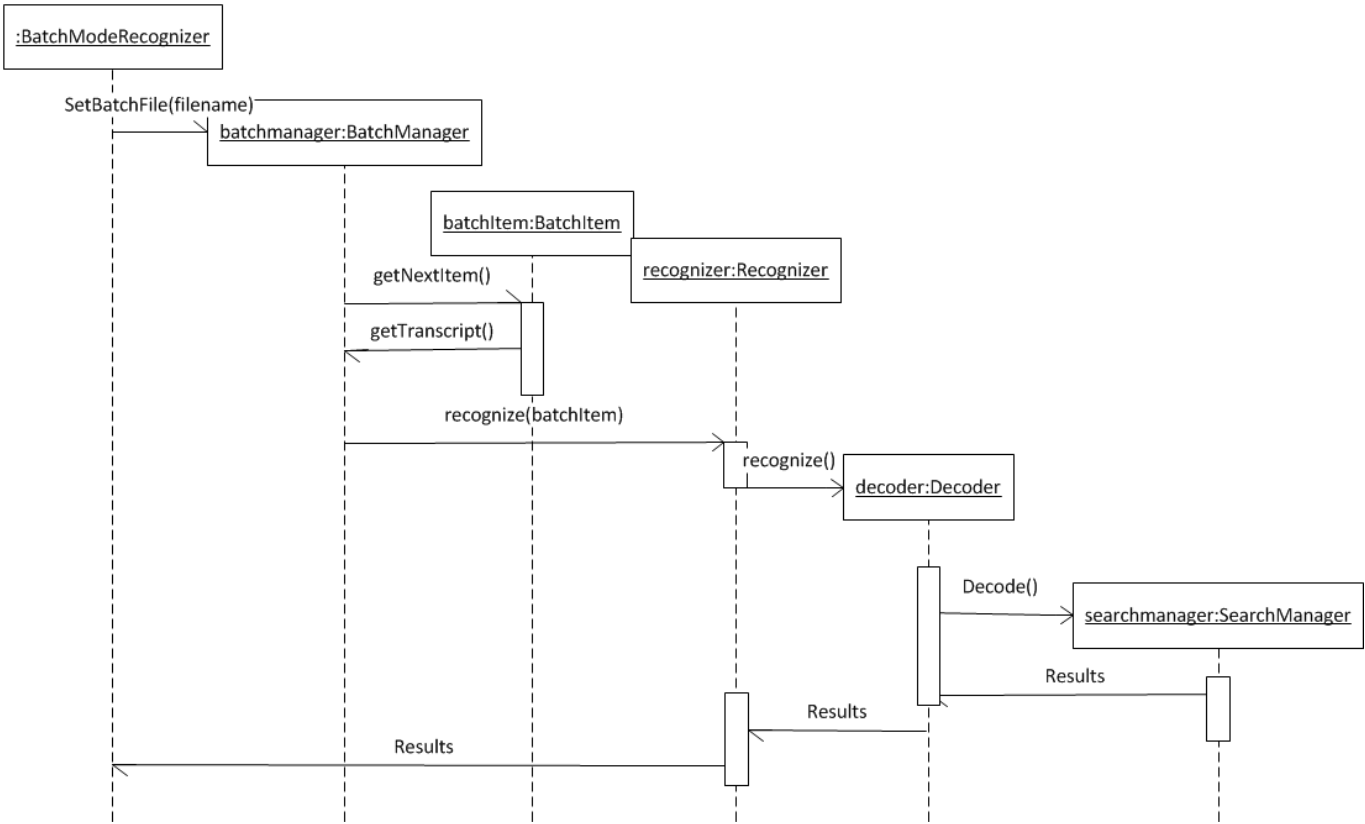 :BatchModeRecognizer
SetBatchFile(filename)
batchmanager:BatchManager
batchItem:BatchItem
recognizer:Recognizer
getNextItem()
getTranscript()
recognize(batchItem)
recognize()
decoder:Decoder
Decode()
searchmanager:SearchManager
Results
Results
Results